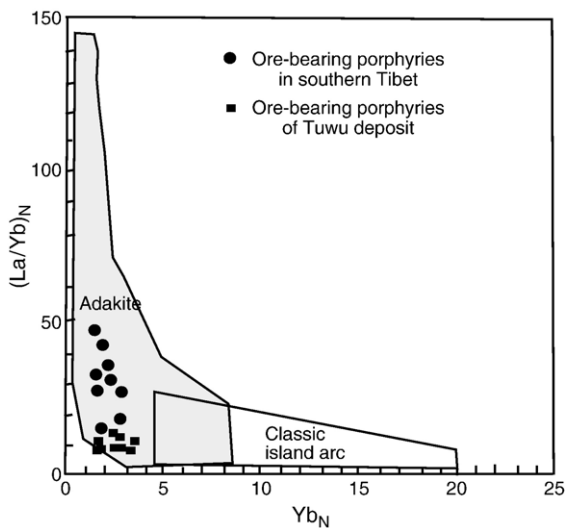 150
Ore-bearing porphyries
in southern Tibet
Ore-bearing porphyries
of Tuwu deposit
100
(La/Yb)N
Adakite
50
Classic
island arc
0
0 5 10 15 20 25
YbN